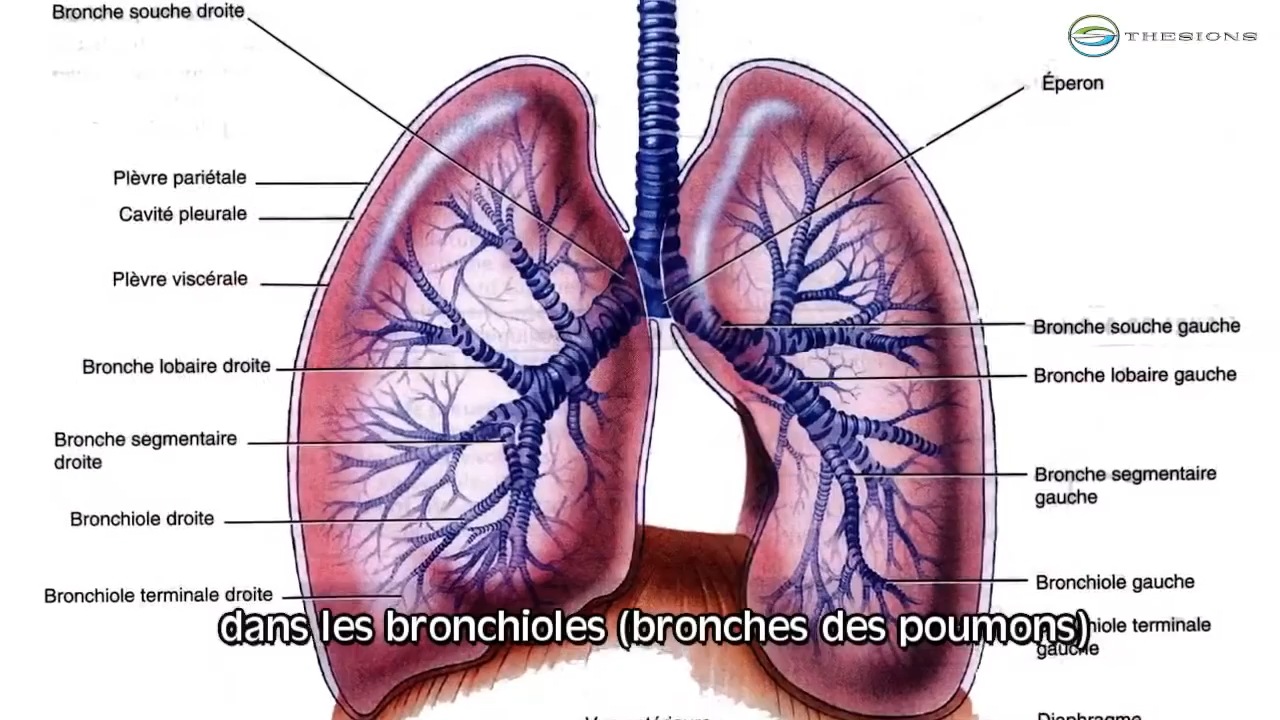 Bronche souche droite
THESIONS
Éperon
Plèvre pariétale
Cavité pleurale
Plèvre viscérale
Bronche souche gauche
Bronche lobaire droite
Bronche lobaire gauche
Bronche segmentaire
droite
Bronche segmentaire
gauche
Bronchiole droite
Bronchiole gauche
Bronchiole terminale droite
terminale
gauche
dans les bronchioles (bronches des poumons)
Diaphragme